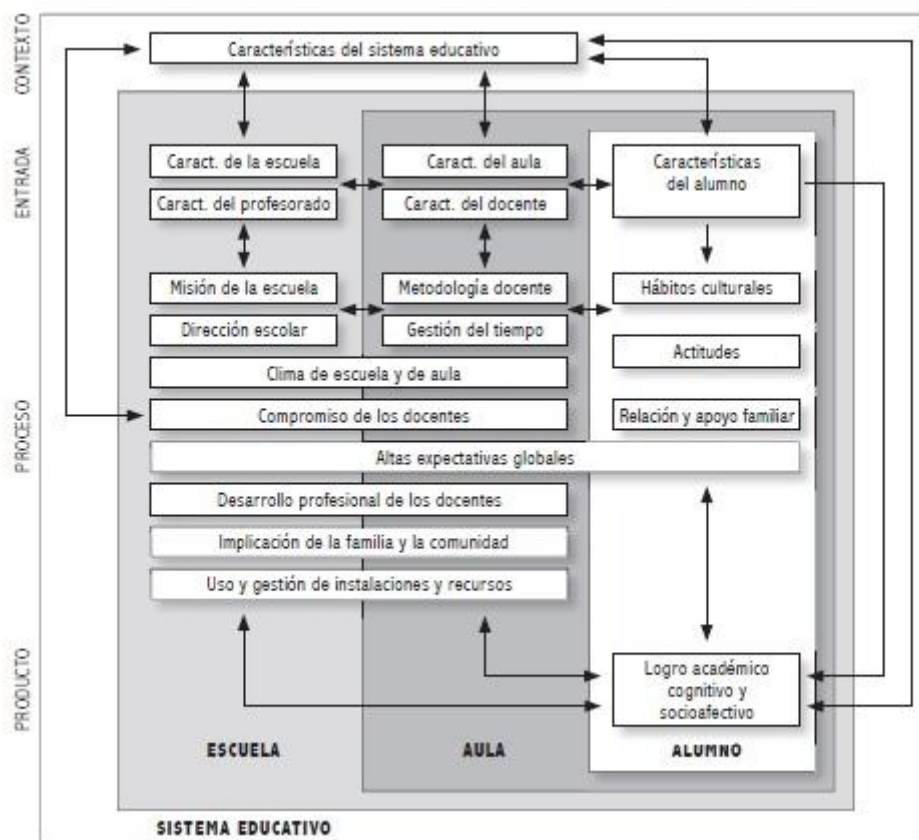 CONTEXTO
Características del sistema educativo
ENTRADA
Caract. de la escuela
Caract. del aula
Características
del alumno
Caract. del profesorado
Caract. del docente
PROCESO
Misión de la escuela
Metodología docente
Hábitos culturales
Dirección escolar
Gestión del tiempo
Actitudes
Clima de escuela y de aula
Compromiso de los docentes
Relación y apoyo familiar
Altas expectativas globales
Desarrollo profesional de los docentes
Implicación de la familia y la comunidad
Uso y gestión de instalaciones y recursos
PRODUCTO
Logro académico
cognitivo y
socioafectivo
ESCUELA
AULA
ALUMNO
SISTEMA EDUCATIVO